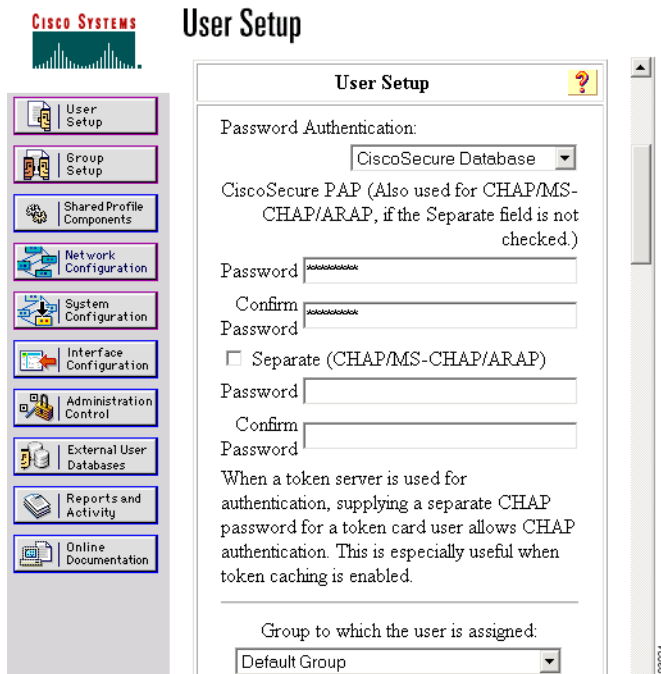 CISCO SYSTEMS
User Setup
User
Setup
Group
Setup
Shared Profile
Components
Network
Configuration
System
Configuration
Interface
Configuration
Administration
Control
External User
Databases
Reports and
Activity
Online
Documentation
User Setup
?
Password Authentication:
CiscoSecure Database
CiscoSecure PAP (Also used for CHAP/MS-
CHAP/ARAP, if the Separate field is not
checked.)
Password *********
Confirm
Password *********
Separate (CHAP/MS-CHAP/ARAP)
Password
Confirm
Password
When a token server is used for
authentication, supplying a separate CHAP
password for a token card user allows CHAP
authentication. This is especially useful when
token caching is enabled.
Group to which the user is assigned:
Default Group